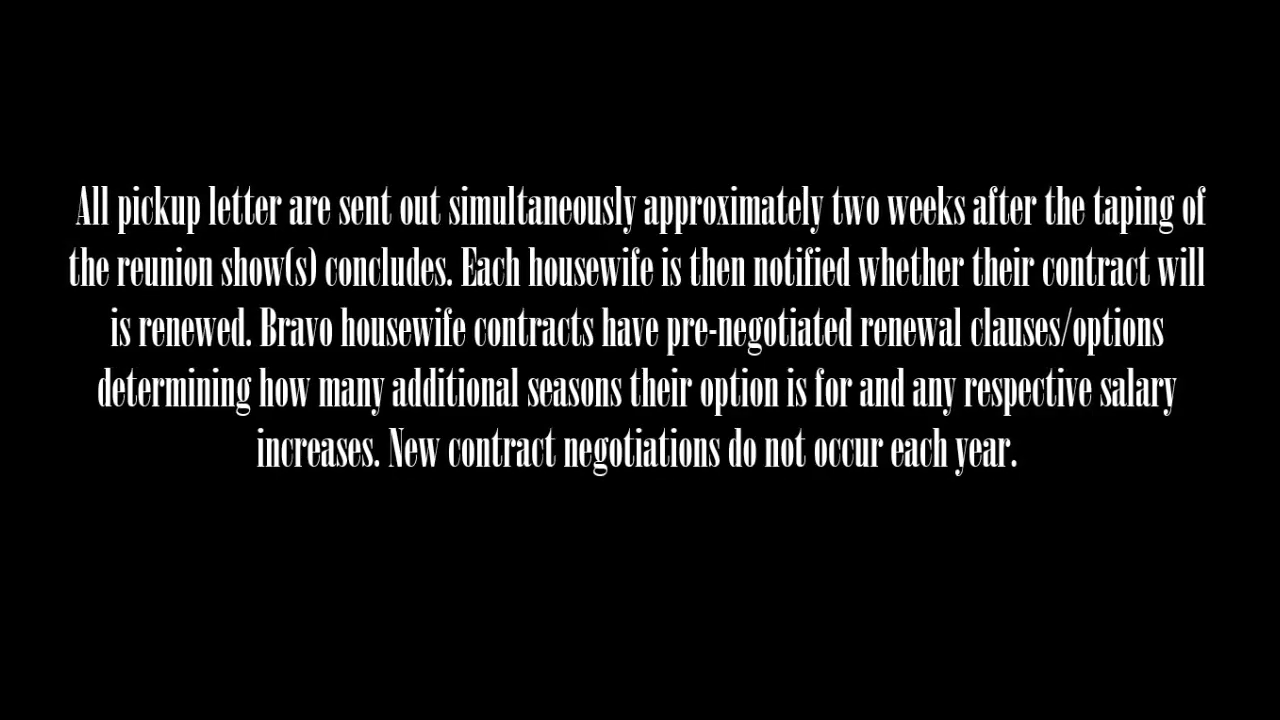 All pickup letter are sent out simultaneously approximately two weeks after the taping of
the reunion show(s) concludes. Each housewife is then notified whether their contract will
is renewed. Bravo housewife contracts have pre-negotiated renewal clauses/options
determining how many additional seasons their option is for and any respective salary
increases. New contract negotiations do not occur each year.